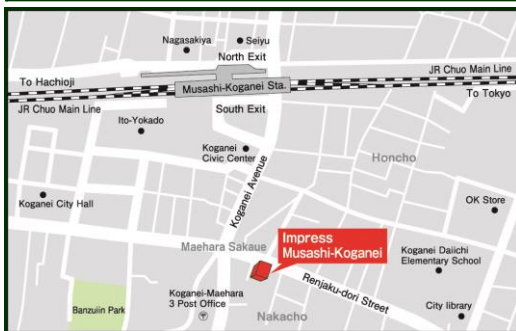 Nagasakiya
Seiyu
North Exit
To Hachioji
JR Chuo Main Line
Musashi-Koganei Sta.
To Tokyo
JR Chuo Main Line
South Exit
Ito-Yokado
Koganei
Civic Center
Koganei Avenue
Honcho
Koganei City Hall
OK Store
Maehara Sakaue
Impress
Musashi-Koganei
Koganei Daiichi
Elementary School
Renjaku-dori Street
Koganei-Maehara
3 Post Office
Banzuiin Park
Nakacho
City library